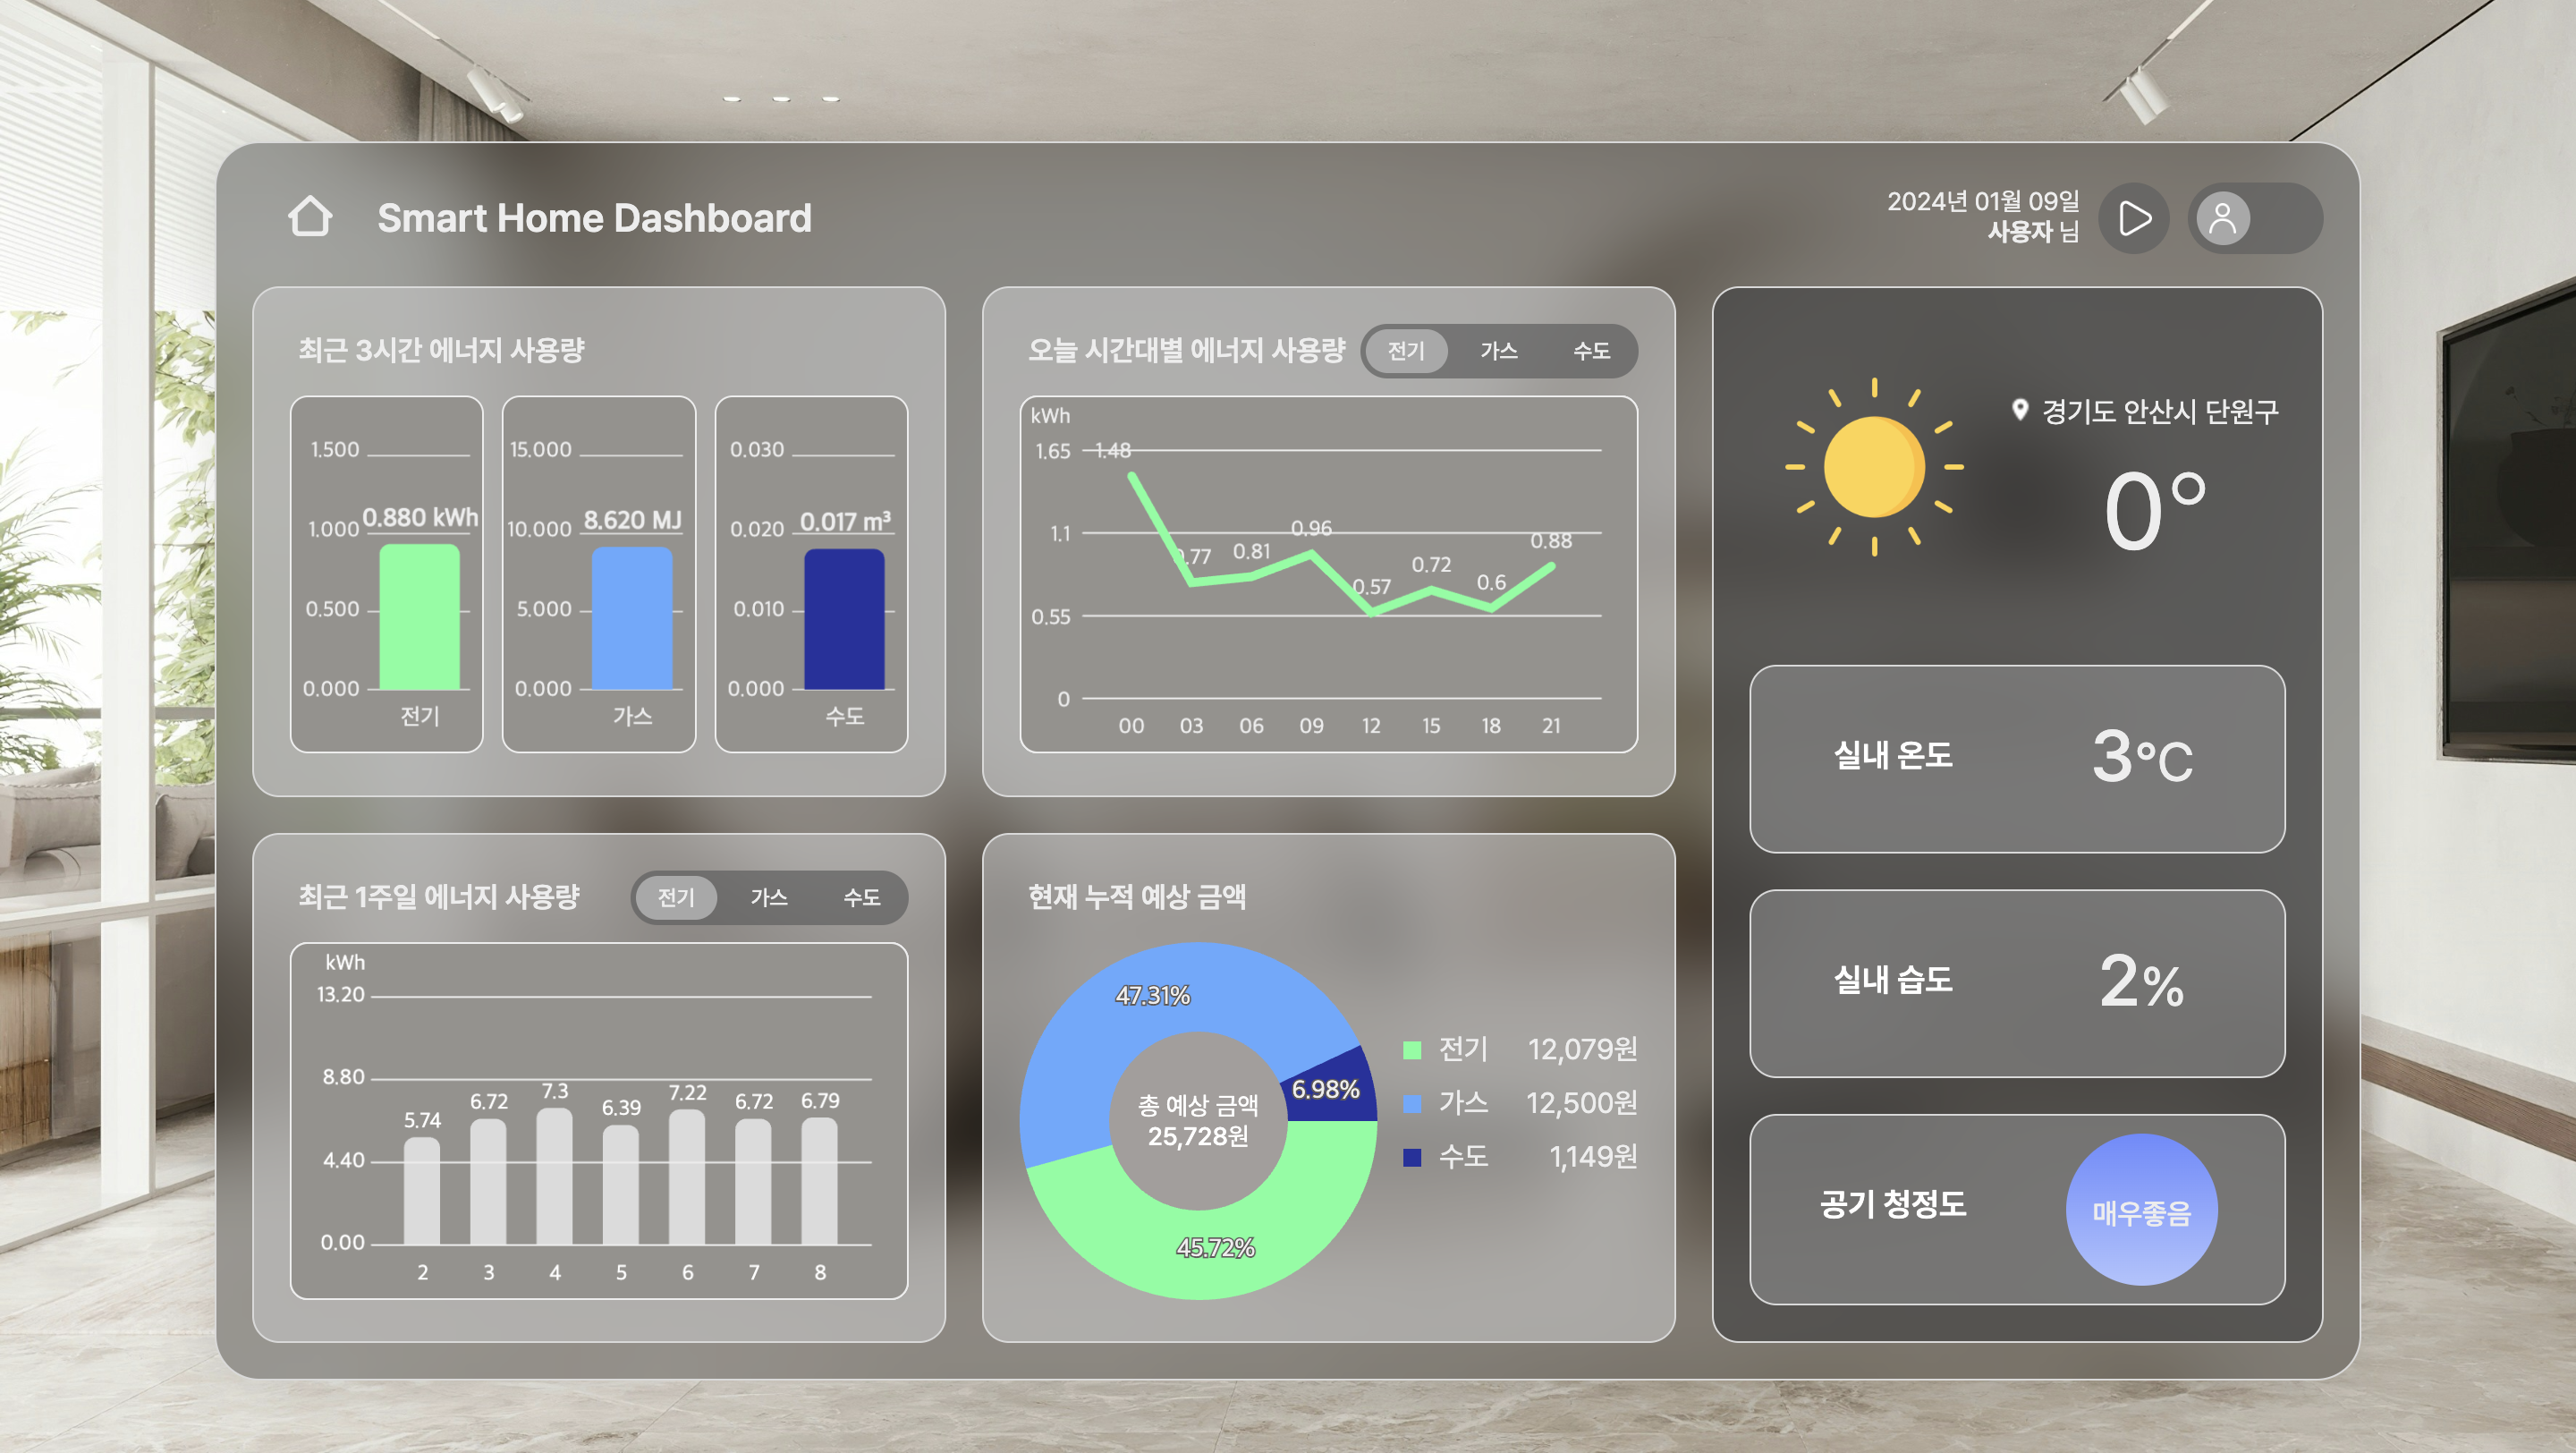 Smart Home Dashboard
2024년 01월 09일
사용자 님
최근 3시간 에너지 사용량
1.500
1.000
0.500
0.000
0.880 kWh
전기
15.000
10.000
5.000
0.000
8.620 MJ
가스
0.030
0.020
0.010
0.000
0.017 m³
수도
오늘 시간대별 에너지 사용량
전기 가스 수도
kWh
1.65
1.1
0.55
0
1.48 0.77 0.81 0.96 0.57 0.72 0.6 0.88
00 03 06 09 12 15 18 21
최근 1주일 에너지 사용량
전기 가스 수도
kWh
13.20
8.80
4.40
0.00
5.74 6.72 7.3 6.39 7.22 6.72 6.79
2 3 4 5 6 7 8
현재 누적 예상 금액
47.31%
6.98%
45.72%
총 예상 금액
25,728원
전기 12,079원
가스 12,500원
수도 1,149원
경기도 안산시 단원구
0°
실내 온도 3°C
실내 습도 2%
공기 청정도 매우좋음